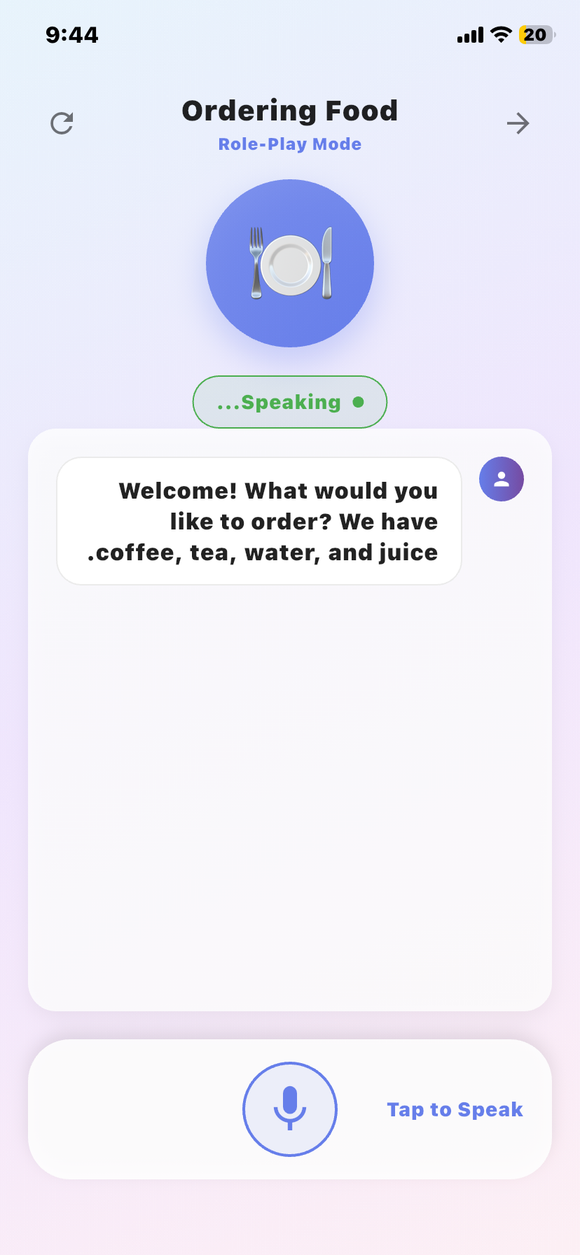 9:44
20
Ordering Food
Role-Play Mode
...Speaking
Welcome! What would you
like to order? We have
.coffee, tea, water, and juice
Tap to Speak